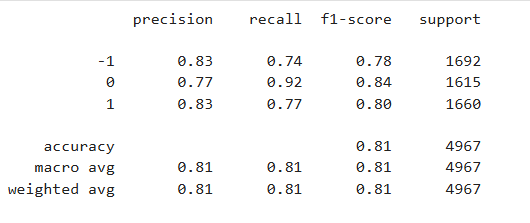 precision recall f1-score support
-1 0.83 0.74 0.78 1692
0 0.77 0.92 0.84 1615
1 0.83 0.77 0.80 1660
accuracy 0.81 4967
macro avg 0.81 0.81 0.81 4967
weighted avg 0.81 0.81 0.81 4967